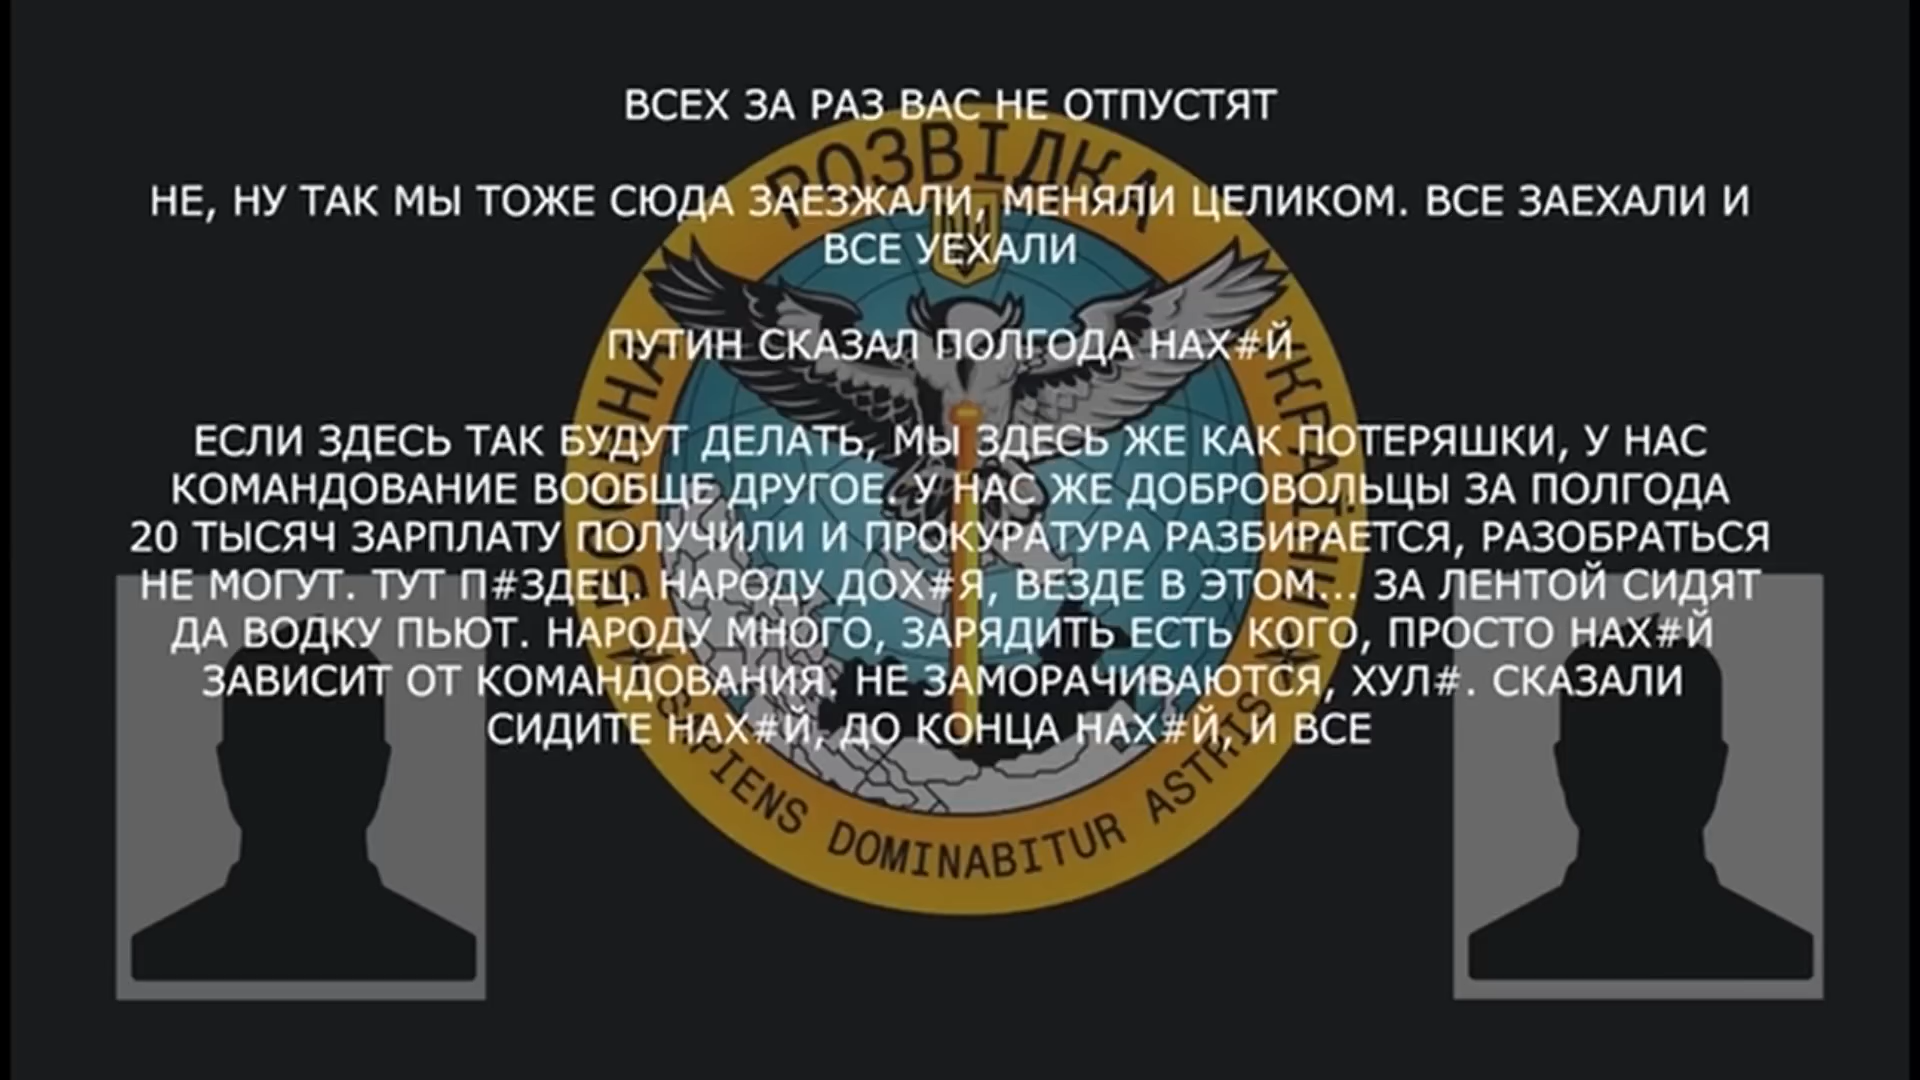 ВСЕХ ЗА РАЗ ВАС НЕ ОТПУСТЯТ
НЕ, НУ ТАК МЫ ТОЖЕ СЮДА ЗАЕЗЖАЛИ, МЕНЯЛИ ЦЕЛИКОМ. ВСЕ ЗАЕХАЛИ И
ВСЕ УЕХАЛИ
ПУТИН СКАЗАЛ ПОЛГОДА НАХ#Й
ЕСЛИ ЗДЕСЬ ТАК БУДУТ ДЕЛАТЬ, МЫ ЗДЕСЬ ЖЕ КАК ПОТЕРЯШКИ, У НАС
КОМАНДОВАНИЕ ВООБЩЕ ДРУГОЕ. У НАС ЖЕ ДОБРОВОЛЬЦЫ ЗА ПОЛГОДА
20 ТЫСЯЧ ЗАРПЛАТУ ПОЛУЧИЛИ И ПРОКУРАТУРА РАЗБИРАЕТСЯ, РАЗОБРАТЬСЯ
НЕ МОГУТ. ТУТ П#ЗДЕЦ. НАРОДУ ДОХ#Я, ВЕЗДЕ В ЭТОМ... ЗА ЛЕНТОЙ СИДЯТ
ДА ВОДКУ ПЬЮТ. НАРОДУ МНОГО, ЗАРЯДИТЬ ЕСТЬ КОГО, ПРОСТО НАХ#Й
ЗАВИСИТ ОТ КОМАНДОВАНИЯ. НЕ ЗАМОРАЧИВАЮТСЯ, ХУЛ#. СКАЗАЛИ
СИДИТЕ НАХ#Й, ДО КОНЦА НАХ#Й, И ВСЕ
РОЗВІДКА
УКРАЇНИ
SAPIENS DOMINABITUR ASTRIS